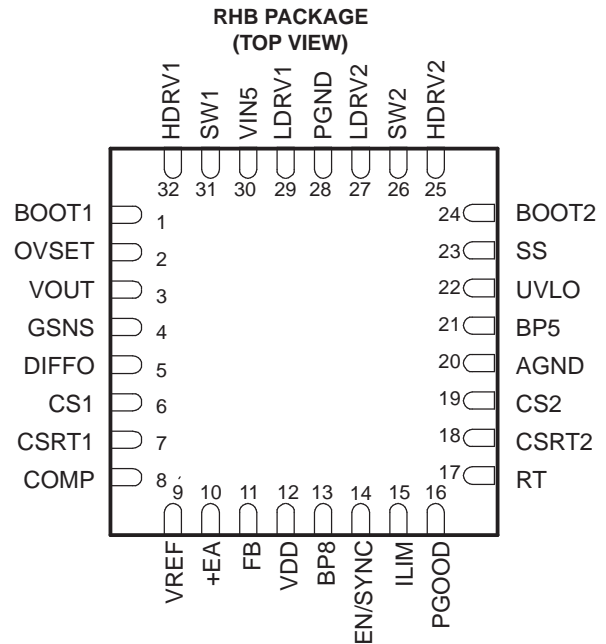 RHB PACKAGE
(TOP VIEW)
HDRV1 SW1 VIN5 LDRV1 PGND LDRV2 SW2 HDRV2
32 31 30 29 28 27 26 25
BOOT1 1 24 BOOT2
OVSET 2 23 SS
VOUT 3 22 UVLO
GSNS 4 21 BP5
DIFFO 5 20 AGND
CS1 6 19 CS2
CSRT1 7 18 CSRT2
COMP 8 17 RT
9 10 11 12 13 14 15 16
VREF +EA FB VDD BP8 EN/SYNC ILIM PGOOD